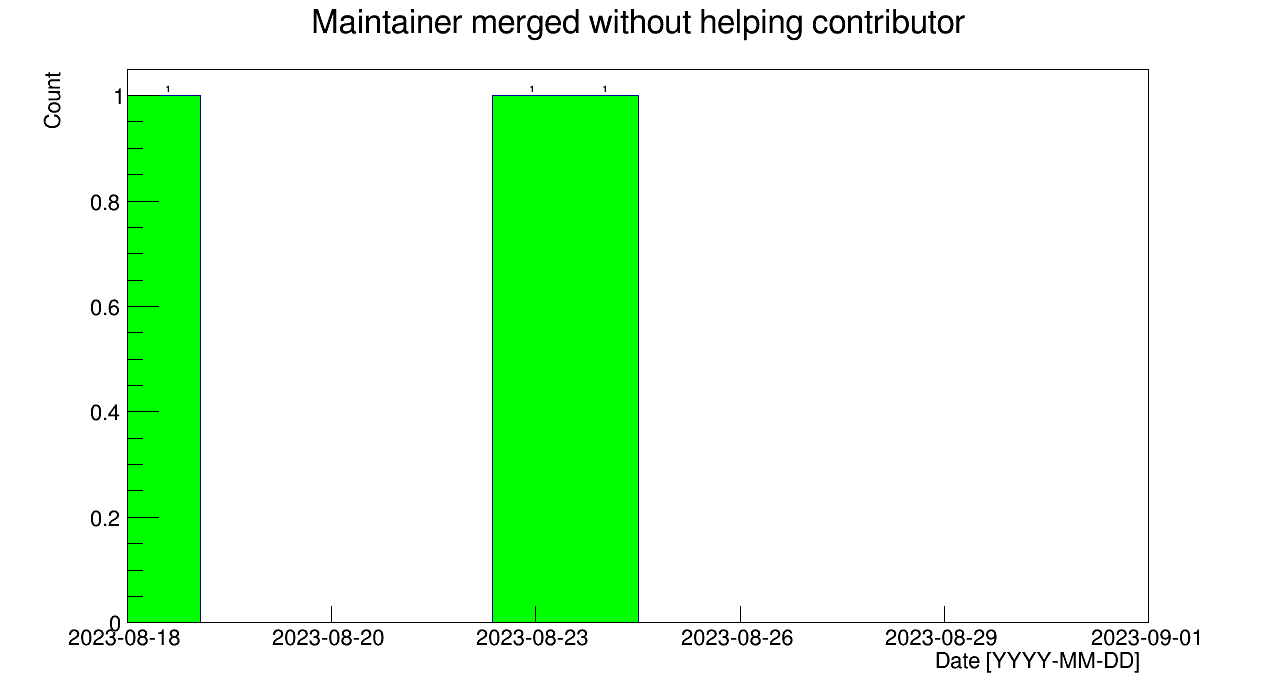 Maintainer merged without helping contributor
Count
1 1 1
1
0.8
0.6
0.4
0.2
0
2023-08-18 2023-08-20 2023-08-23 2023-08-26 2023-08-29 2023-09-01
Date [YYYY-MM-DD]